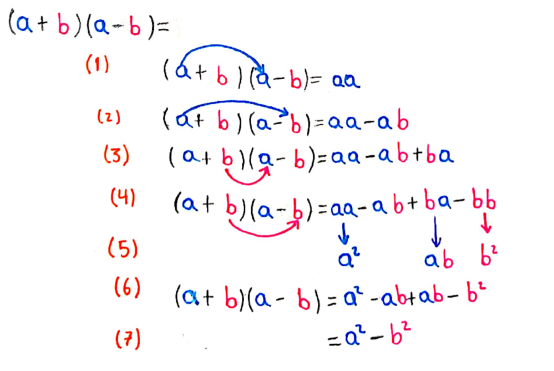 (a + b)(a - b)=
(1) (a + b)(a - b)= aa
(2) (a + b)(a - b)= aa - ab
(3) (a + b)(a - b)= aa - ab + ba
(4) (a + b)(a - b)= aa - ab + ba - bb
(5) a² ab b²
(6) (a + b)(a - b) = a² - ab + ab - b²
(7) = a² - b²